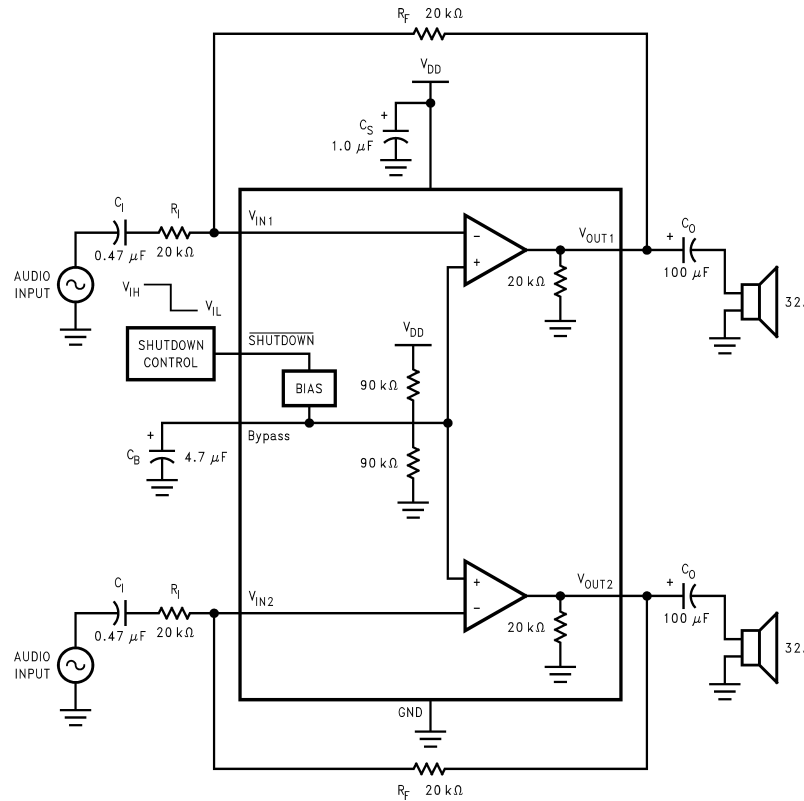 R_F 20 kΩ
V_DD
C_S
+
1.0 μF
C_I
R_I
0.47 μF
20 kΩ
V_IN1
−
+
V_OUT1
20 kΩ
+
C_O
100 μF
32.
AUDIO
INPUT
V_IH
V_IL
SHUTDOWN
CONTROL
SHUTDOWN
BIAS
V_DD
90 kΩ
90 kΩ
Bypass
+
C_B
4.7 μF
C_I
R_I
0.47 μF
20 kΩ
V_IN2
+
−
V_OUT2
20 kΩ
+
C_O
100 μF
32.
AUDIO
INPUT
GND
R_F 20 kΩ